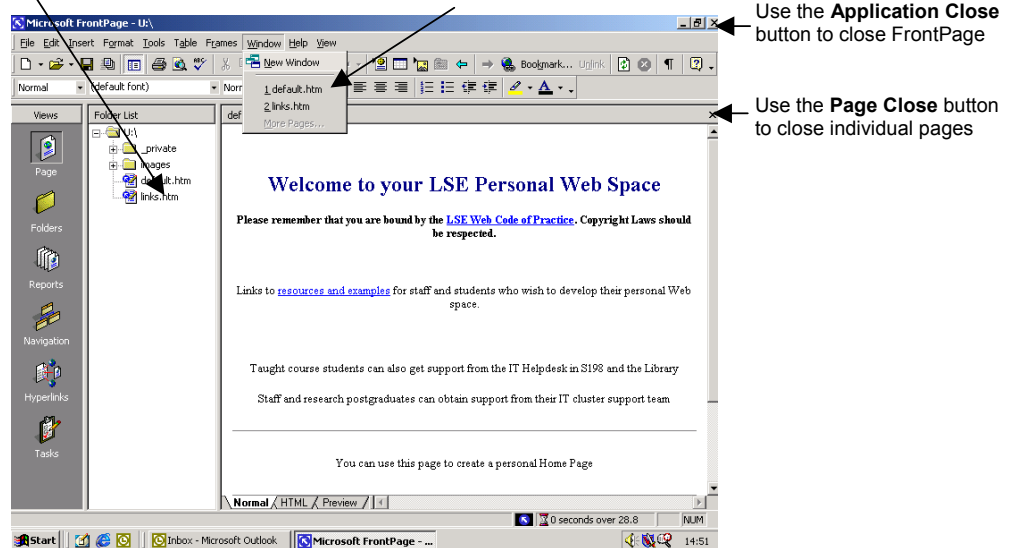 Microsoft FrontPage - U:\
File Edit Insert Format Tools Table Frames Window Help View
New Window
Bookmark... Unlink
Normal (default font) Norr
1 default.htm
2 links.htm
More Pages...
Views
Folder List
def
Page
Folders
Reports
Navigation
Hyperlinks
Tasks
U:\
_private
images
default.htm
links.htm
Welcome to your LSE Personal Web Space
Please remember that you are bound by the LSE Web Code of Practice. Copyright Laws should
be respected.
Links to resources and examples for staff and students who wish to develop their personal Web
space.
Taught course students can also get support from the IT Helpdesk in S198 and the Library
Staff and research postgraduates can obtain support from their IT cluster support team
You can use this page to create a personal Home Page
Normal HTML Preview
0 seconds over 28.8 NUM
Start Inbox - Microsoft Outlook Microsoft FrontPage - ... 14:51
Use the Application Close
button to close FrontPage
Use the Page Close button
to close individual pages